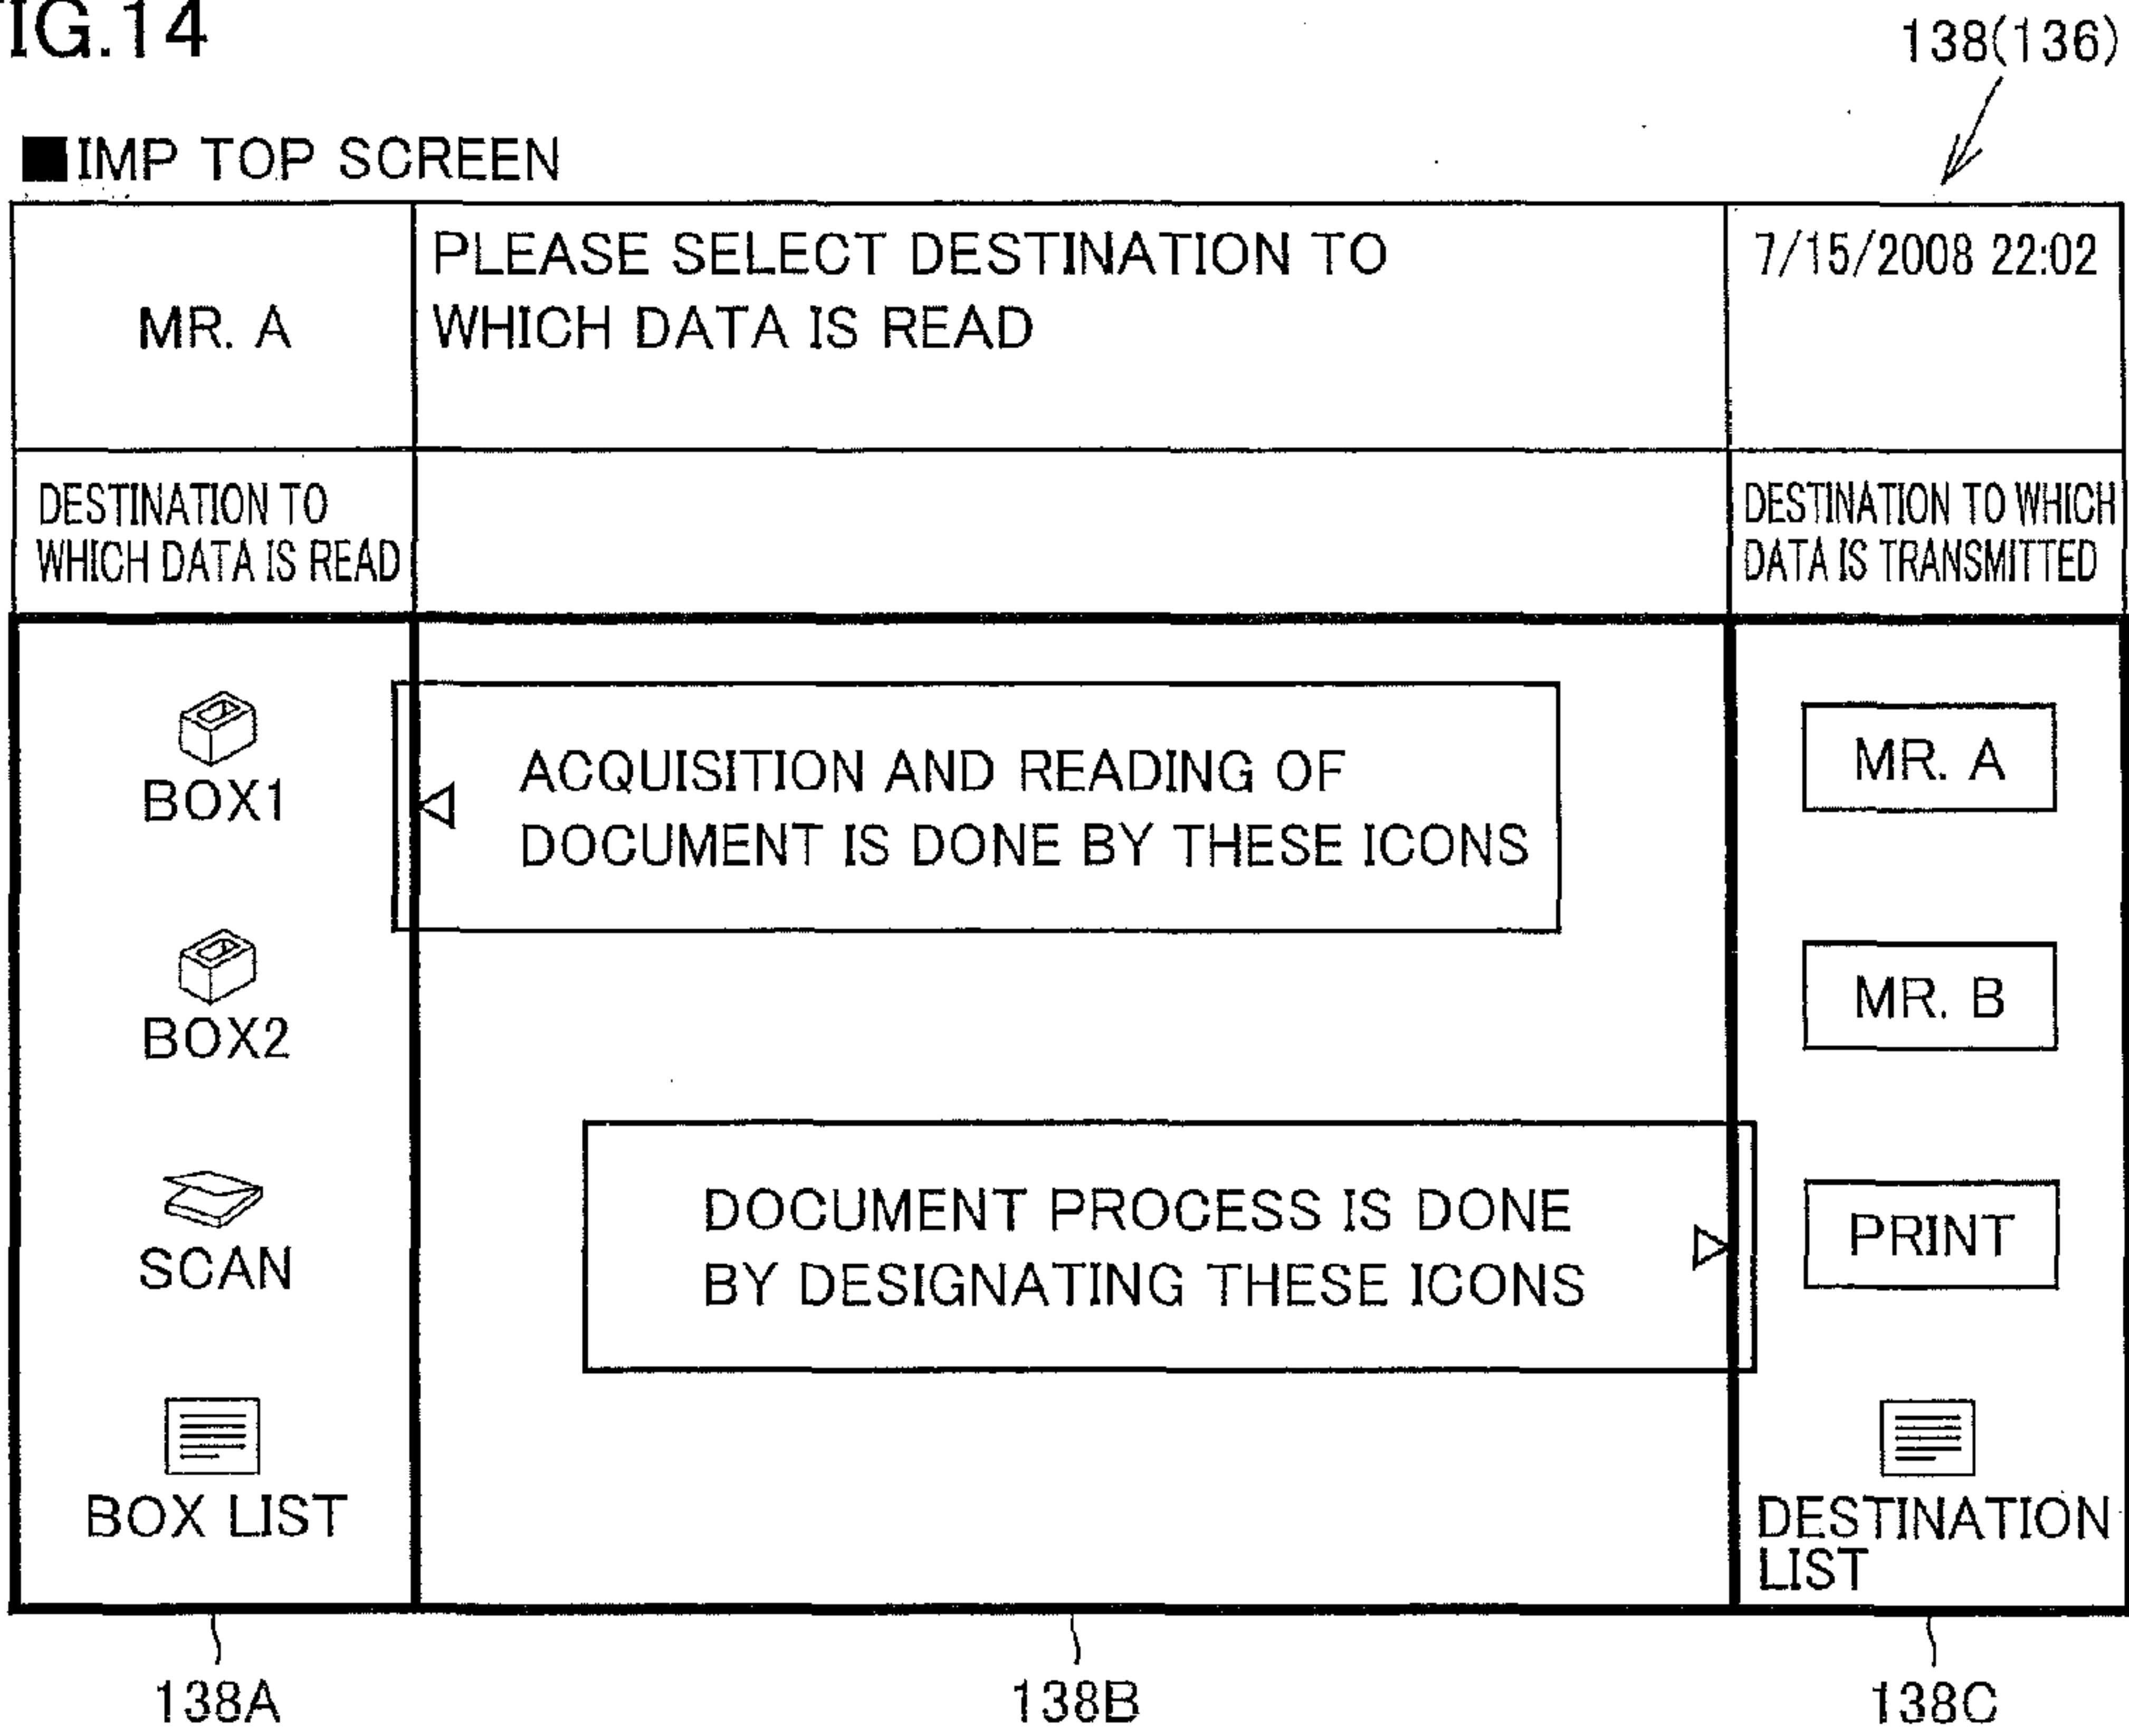 IG.14
138(136)
■IMP TOP SCREEN
MR. A
PLEASE SELECT DESTINATION TO
WHICH DATA IS READ
7/15/2008 22:02
DESTINATION TO
WHICH DATA IS READ
DESTINATION TO WHICH
DATA IS TRANSMITTED
BOX1
BOX2
SCAN
BOX LIST
ACQUISITION AND READING OF
DOCUMENT IS DONE BY THESE ICONS
DOCUMENT PROCESS IS DONE
BY DESIGNATING THESE ICONS
MR. A
MR. B
PRINT
DESTINATION
LIST
138A
138B
138C